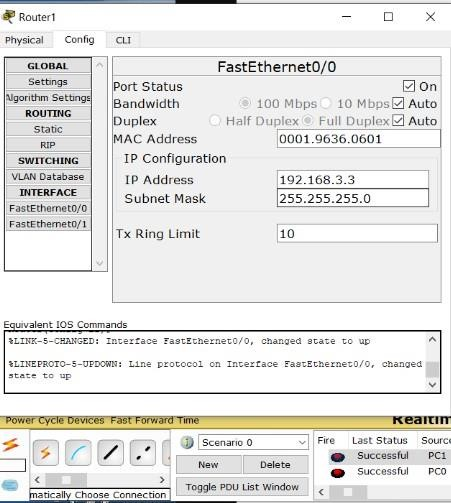 Router1
Physical Config CLI
GLOBAL
Settings
Algorithm Settings
ROUTING
Static
RIP
SWITCHING
VLAN Database
INTERFACE
FastEthernet0/0
FastEthernet0/1
FastEthernet0/0
Port Status On
Bandwidth 100 Mbps 10 Mbps Auto
Duplex Half Duplex Full Duplex Auto
MAC Address 0001.9636.0601
IP Configuration
IP Address 192.168.3.3
Subnet Mask 255.255.255.0
Tx Ring Limit 10
Equivalent IOS Commands
%LINK-5-CHANGED: Interface FastEthernet0/0, changed state to up
%LINEPROTO-5-UPDOWN: Line protocol on Interface FastEthernet0/0, changed
state to up
Power Cycle Devices Fast Forward Time Realtim
Scenario 0
New Delete
Toggle PDU List Window
Fire Last Status Source
Successful PC1
Successful PC0
matically Choose Connection